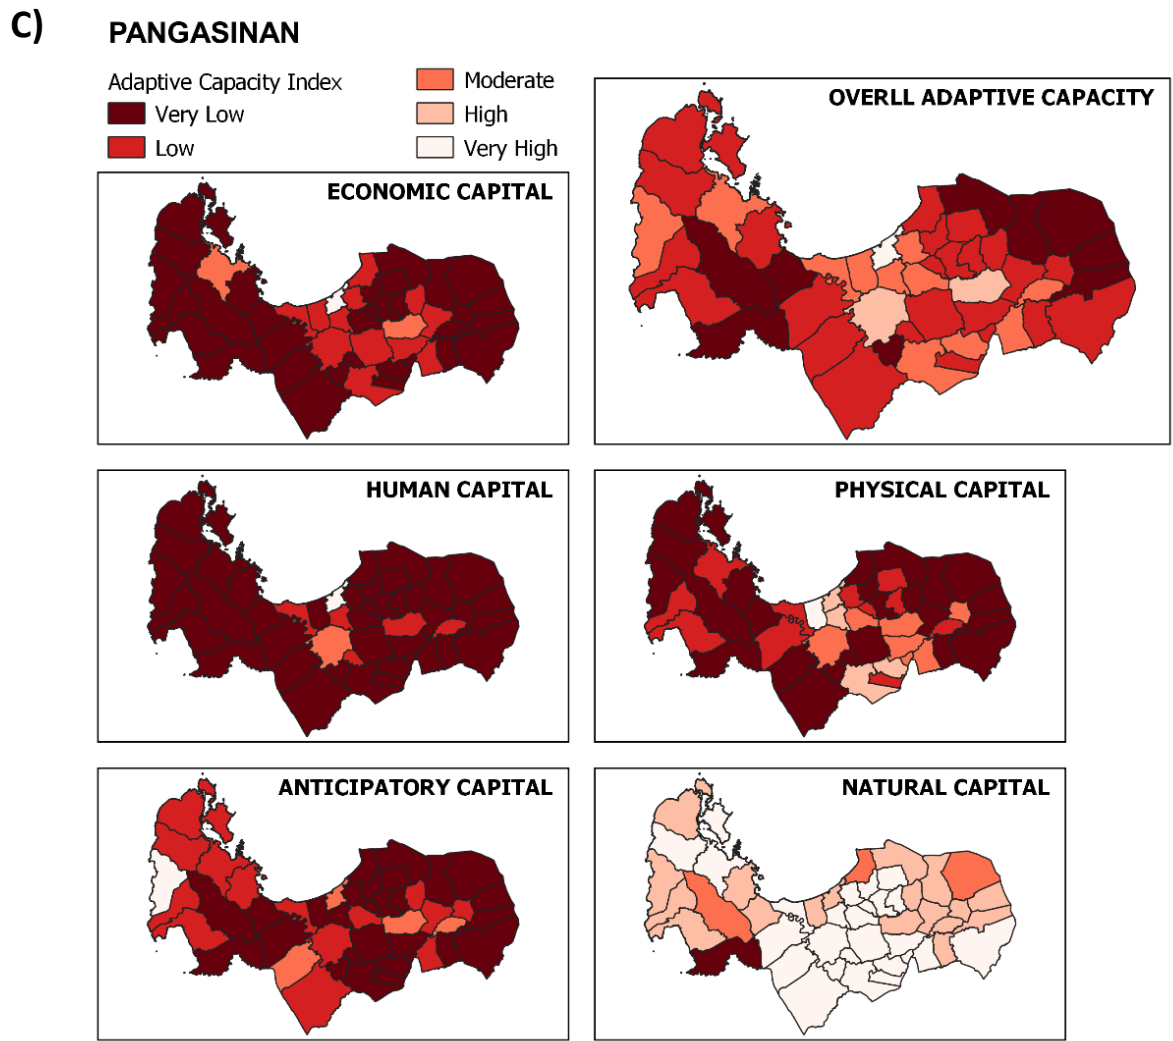 C)
PANGASINAN
Adaptive Capacity Index
Very Low
Low
Moderate
High
Very High
OVERLL ADAPTIVE CAPACITY
ECONOMIC CAPITAL
HUMAN CAPITAL
PHYSICAL CAPITAL
ANTICIPATORY CAPITAL
NATURAL CAPITAL